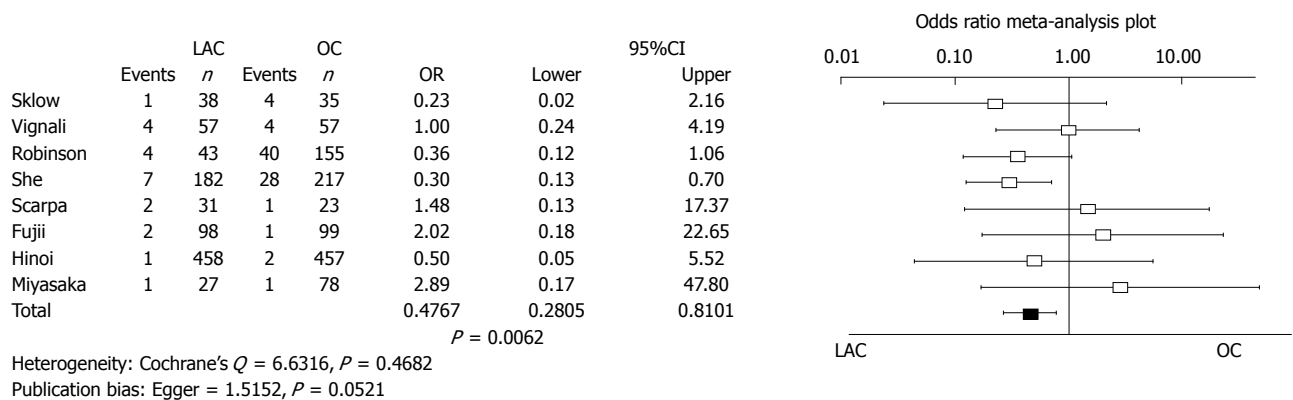 Odds ratio meta-analysis plot
LAC OC 95%CI
0.01 0.10 1.00 10.00
Events n Events n OR Lower Upper
Sklow 1 38 4 35 0.23 0.02 2.16
Vignali 4 57 4 57 1.00 0.24 4.19
Robinson 4 43 40 155 0.36 0.12 1.06
She 7 182 28 217 0.30 0.13 0.70
Scarpa 2 31 1 23 1.48 0.13 17.37
Fujii 2 98 1 99 2.02 0.18 22.65
Hinoi 1 458 2 457 0.50 0.05 5.52
Miyasaka 1 27 1 78 2.89 0.17 47.80
Total 0.4767 0.2805 0.8101
P = 0.0062
LAC OC
Heterogeneity: Cochrane's Q = 6.6316, P = 0.4682
Publication bias: Egger = 1.5152, P = 0.0521